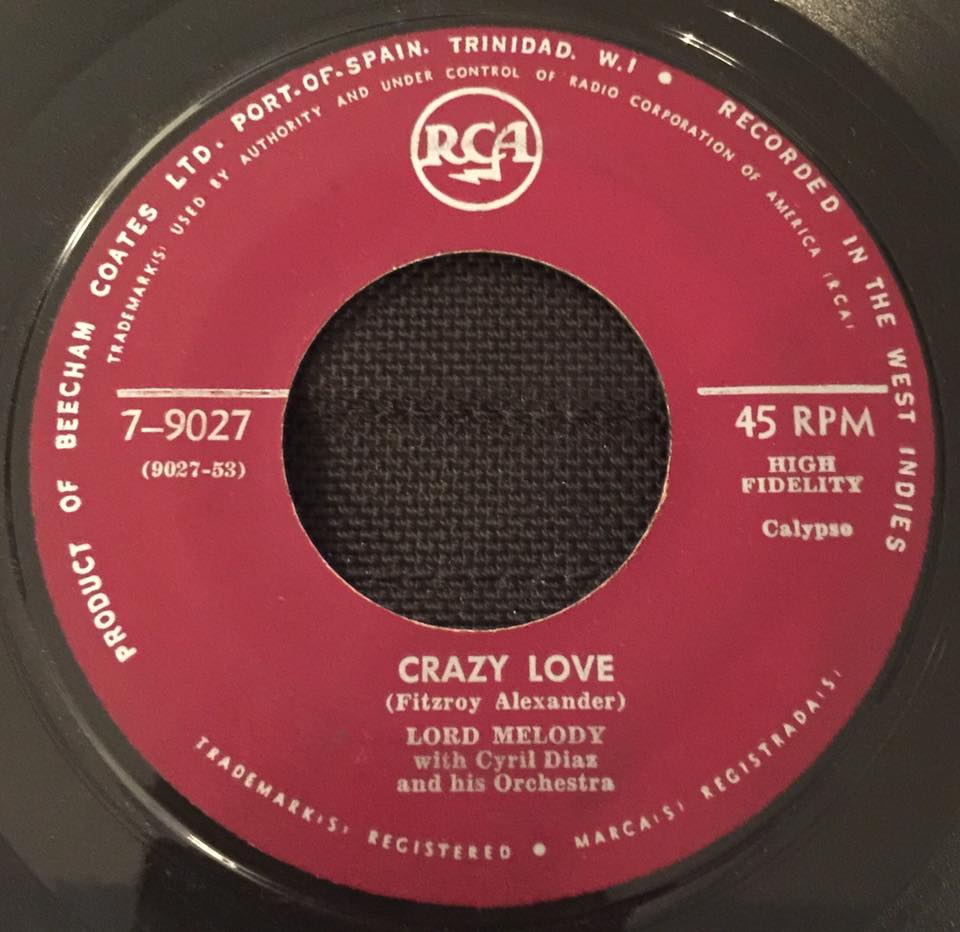 PRODUCT OF BEECHAM COATES LTD. PORT-OF-SPAIN. TRINIDAD. W.I • RECORDED IN THE WEST INDIES
TRADEMARK(S) USED BY AUTHORITY AND UNDER CONTROL OF RADIO CORPORATION OF AMERICA (RCA)
RCA
7-9027
(9027-53)
45 RPM
HIGH
FIDELITY
Calypso
CRAZY LOVE
(Fitzroy Alexander)
LORD MELODY
with Cyril Diaz
and his Orchestra
TRADEMARK(S) REGISTERED • MARCA(S) REGISTRADA(S)